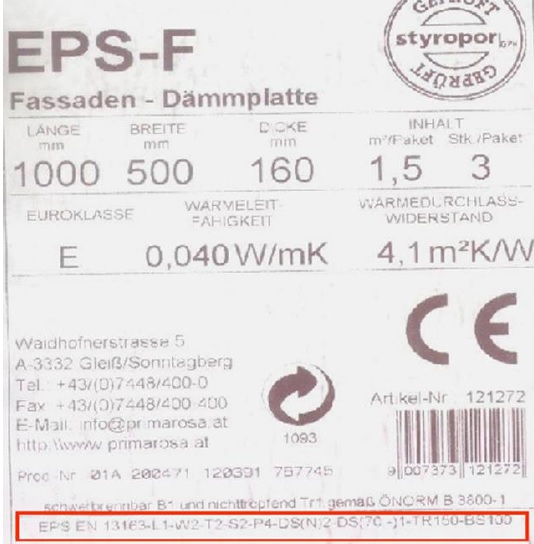 GEPRÜFT
styropor GPH
GEPRÜFT
EPS-F
Fassaden - Dämmplatte
LÄNGE BREITE DICKE INHALT
mm mm mm m²/Paket Stk./Paket
1000 500 160 1,5 3
EUROKLASSE WÄRMELEIT- FÄHIGKEIT WÄRMEDURCHLASS- WIDERSTAND
E 0,040 W/mK 4,1 m²K/W
CE
Waidhofnerstrasse 5
A-3332 Gleiß/Sonntagberg
Tel.: +43/(0)7448/400-0
Fax: +43/(0)7448/400-400
E-Mail: info@primarosa.at
http:\\www.primarosa.at
1093
Artikel-Nr 121272
9 007373 121272
Prod-Nr 01A 200471 120391 767745
schwerbrennbar B1 und nichttropfend Tr1 gemäß ÖNORM B 3800-1
EPS EN 13163-L1-W2-T2-S2-P4-DS(N)2-DS(70,-)1-TR150-BS100